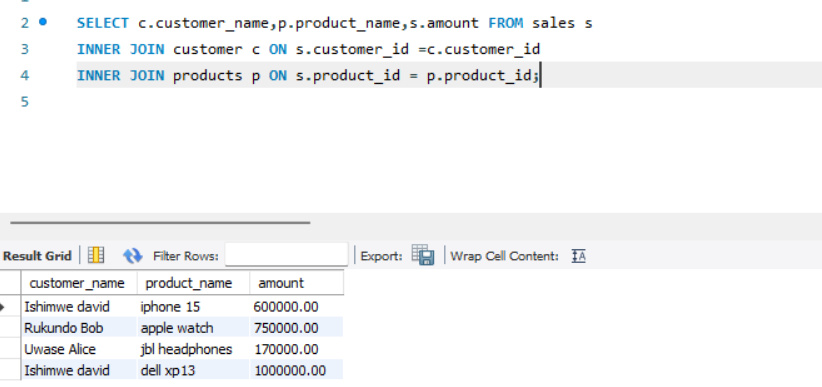 2 SELECT c.customer_name,p.product_name,s.amount FROM sales s
3 INNER JOIN customer c ON s.customer_id =c.customer_id
4 INNER JOIN products p ON s.product_id = p.product_id;
5
Result Grid Filter Rows: Export: Wrap Cell Content: IA
customer_name product_name amount
Ishimwe david iphone 15 600000.00
Rukundo Bob apple watch 750000.00
Uwase Alice jbl headphones 170000.00
Ishimwe david dell xp13 1000000.00